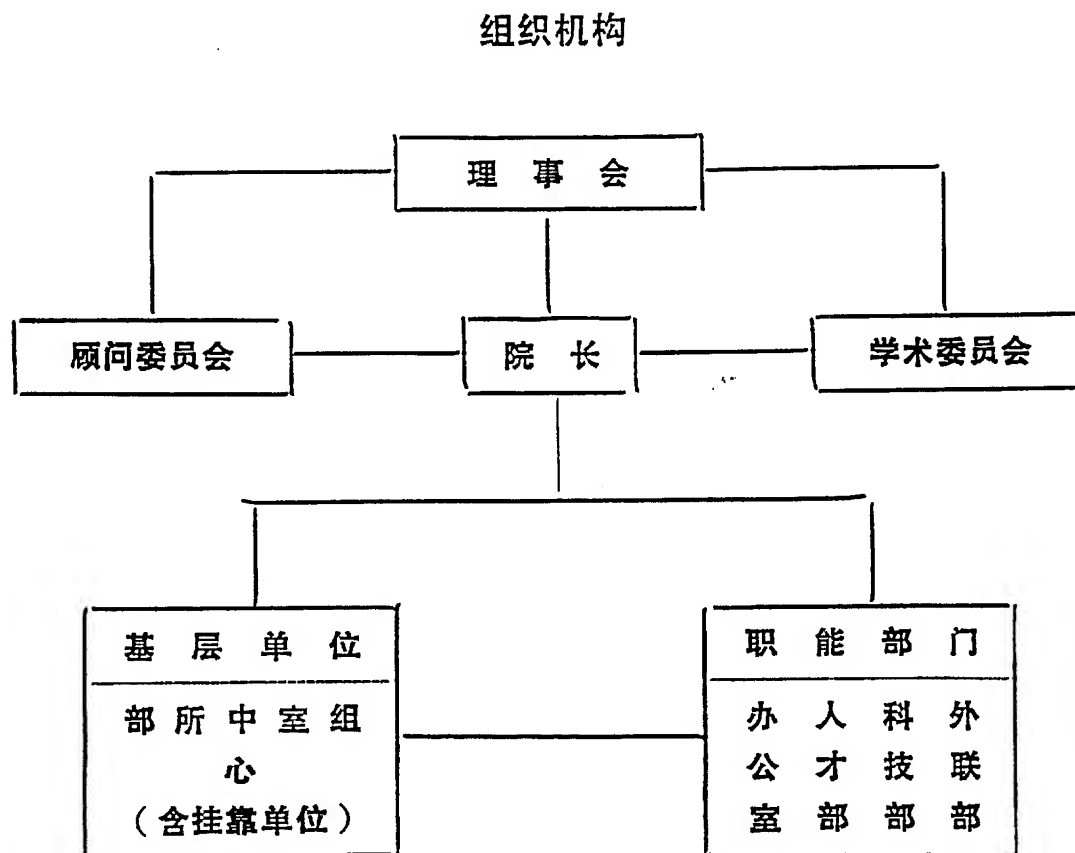 组织机构
理事会
顾问委员会
院长
学术委员会
基层单位
部所中室组
心
（含挂靠单位）
职能部门
办人科外
公才技联
室部部部